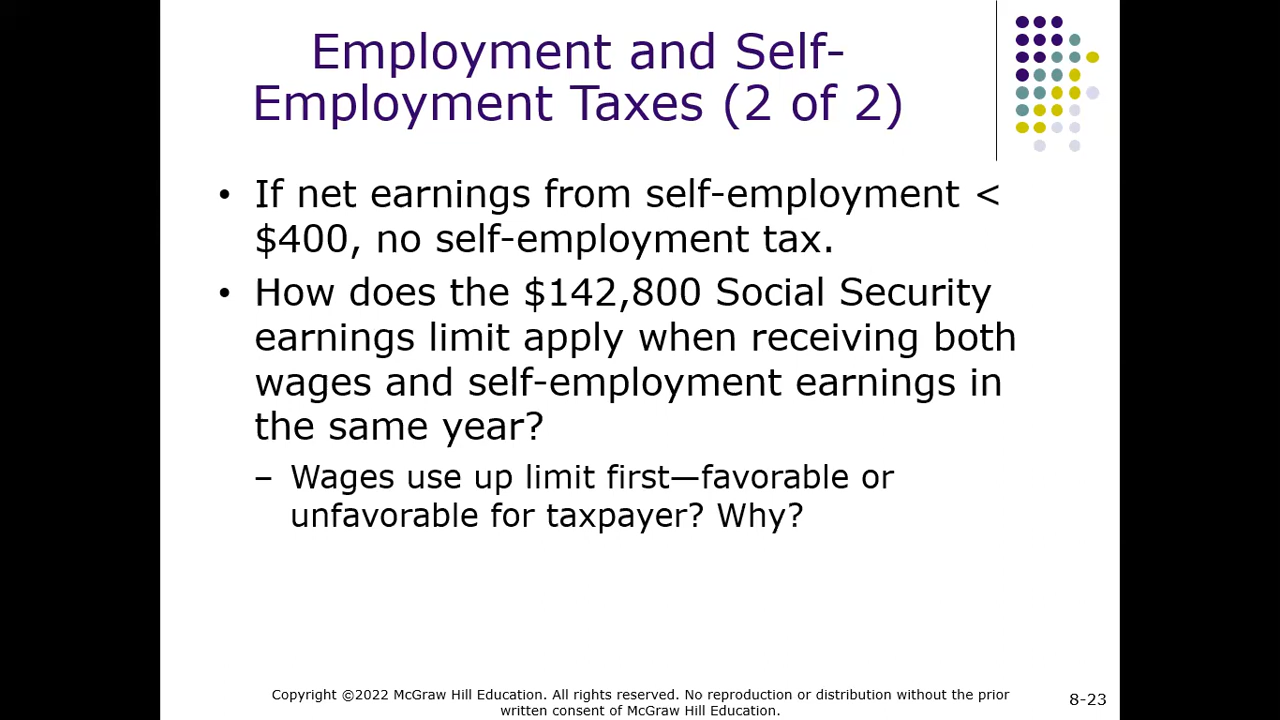 Employment and Self-
Employment Taxes (2 of 2)
• If net earnings from self-employment <
$400, no self-employment tax.
• How does the $142,800 Social Security
earnings limit apply when receiving both
wages and self-employment earnings in
the same year?
– Wages use up limit first—favorable or
unfavorable for taxpayer? Why?
Copyright ©2022 McGraw Hill Education. All rights reserved. No reproduction or distribution without the prior
written consent of McGraw Hill Education.
8-23